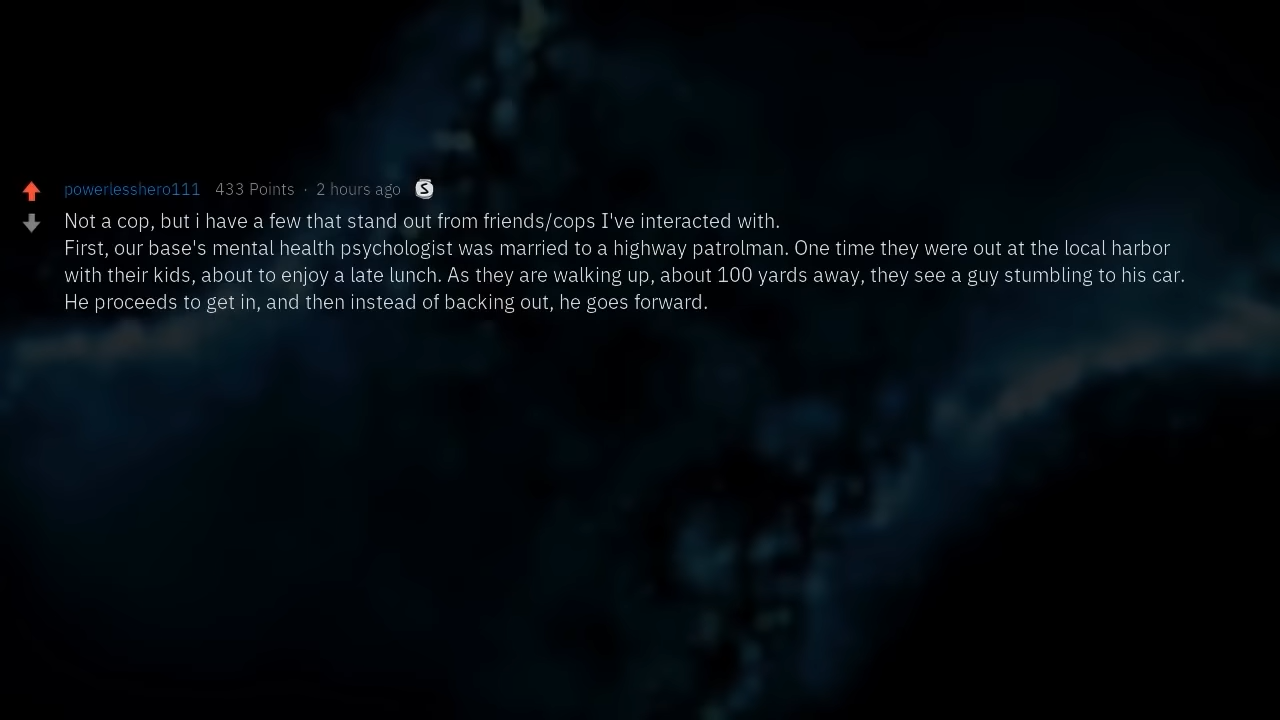 powerlesshero111 433 Points · 2 hours ago S
Not a cop, but i have a few that stand out from friends/cops I've interacted with.
First, our base's mental health psychologist was married to a highway patrolman. One time they were out at the local harbor
with their kids, about to enjoy a late lunch. As they are walking up, about 100 yards away, they see a guy stumbling to his car.
He proceeds to get in, and then instead of backing out, he goes forward.